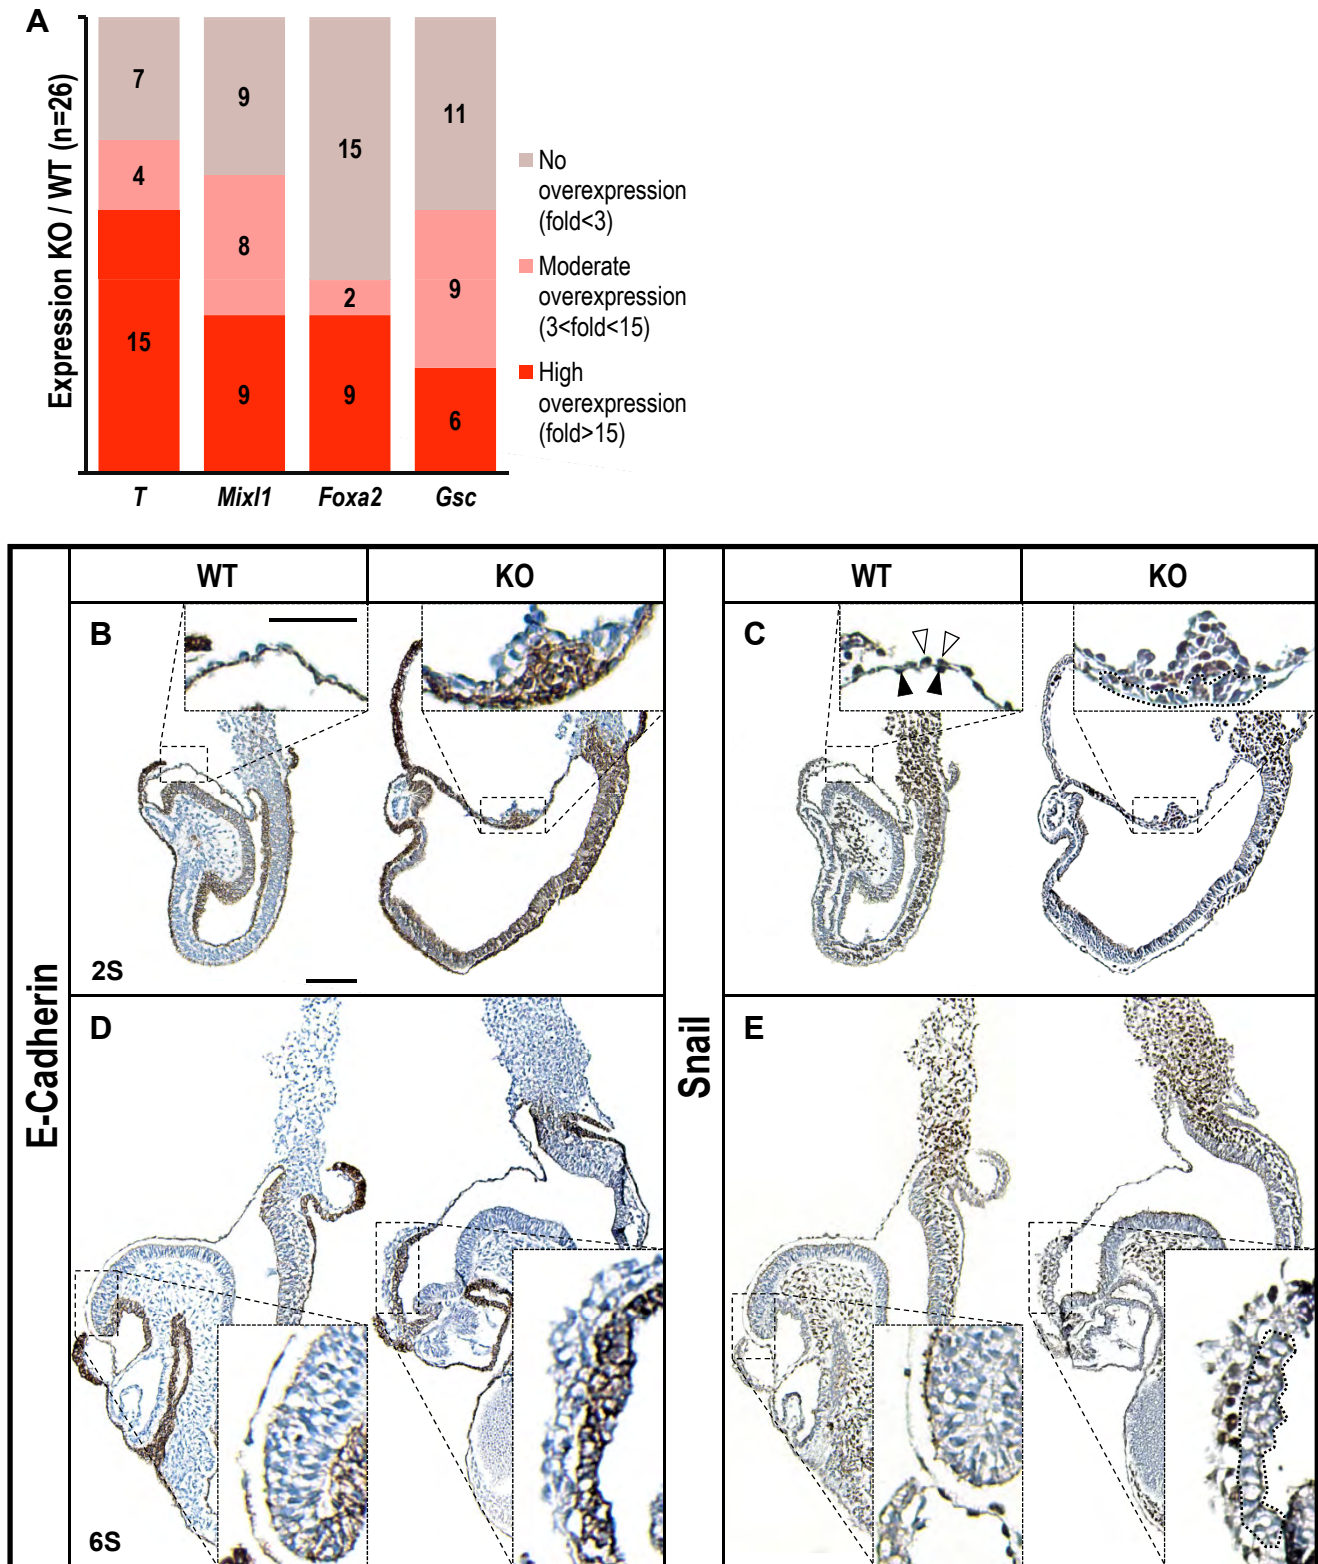 A
Expression KO / WT (n=26)
7
4
15
9
8
9
15
2
9
11
9
6
T
Mixl1
Foxa2
Gsc
No
overexpression
(fold<3)
Moderate
overexpression
(3<fold<15)
High
overexpression
(fold>15)
E-Cadherin
WT
KO
B
2S
D
6S
Snail
WT
KO
C
E